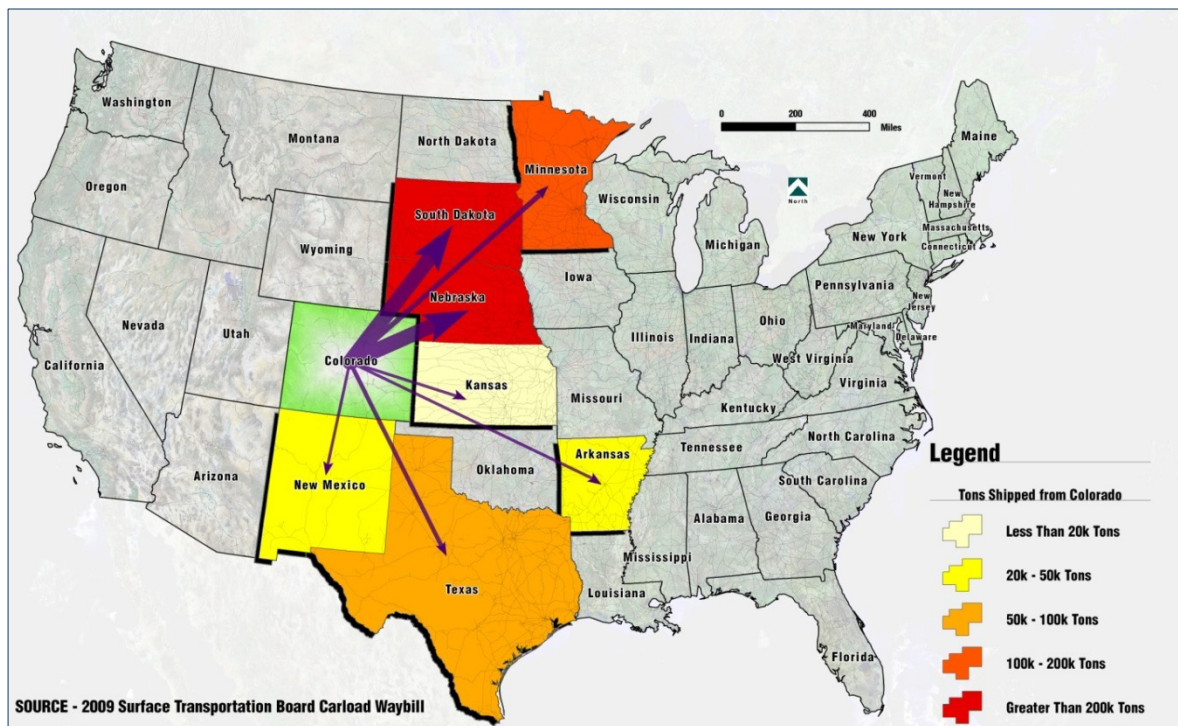 Washington
Montana
North Dakota
Minnesota
Maine
Oregon
Wyoming
South Dakota
Wisconsin
Michigan
Vermont
New
Hampshire
New York
Massachusetts
Connecticut
0 200 400
Miles
North
Nevada
Utah
Colorado
Nebraska
Iowa
Illinois
Indiana
Ohio
Pennsylvania
New
Jersey
Maryland
Delaware
California
Arizona
New Mexico
Kansas
Missouri
West Virginia
Virginia
Kentucky
North Carolina
Tennessee
South Carolina
Oklahoma
Arkansas
Texas
Louisiana
Mississippi
Alabama
Georgia
Florida
Legend
Tons Shipped from Colorado
Less Than 20k Tons
20k - 50k Tons
50k - 100k Tons
100k - 200k Tons
Greater Than 200k Tons
SOURCE - 2009 Surface Transportation Board Carload Waybill